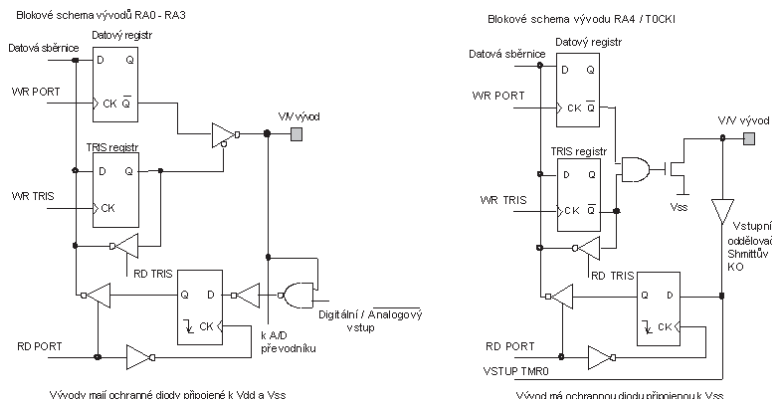 Blokové schema vývodů RA0 - RA3
Datový registr
Datová sběrnice
D Q
WR PORT
CK Q
V/V vývod
TRIS registr
D Q
WR TRIS
CK
RD TRIS
Q D
CK
Digitální / Analogový
vstup
k A/D
převodníku
RD PORT
Vývody mají ochranné diody připojené k Vdd a Vss
Blokové schema vývodu RA4 / T0CKI
Datový registr
Datová sběrnice
D Q
WR PORT
CK Q
V/V vývod
TRIS registr
D Q
WR TRIS
CK Q
Vss
Vstupní
oddělovač
Shmittův
KO
RD TRIS
Q D
CK
RD PORT
VSTUP TMR0
Vývod má ochrannou diodu připojenou k Vss